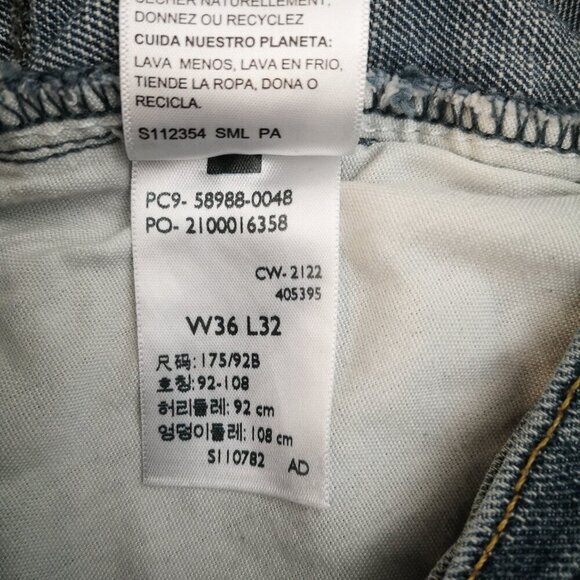 SÉCHER NATURELLEMENT,
DONNEZ OU RECYCLEZ
CUIDA NUESTRO PLANETA:
LAVA MENOS, LAVA EN FRIO,
TIENDE LA ROPA, DONA O
RECICLA.
S112354 SML PA
PC9- 58988-0048
PO- 2100016358
CW- 2122
405395
W36 L32
尺码: 175/92B
호칭: 92-108
허리둘레: 92 cm
엉덩이둘레: 108 cm
S110782 AD